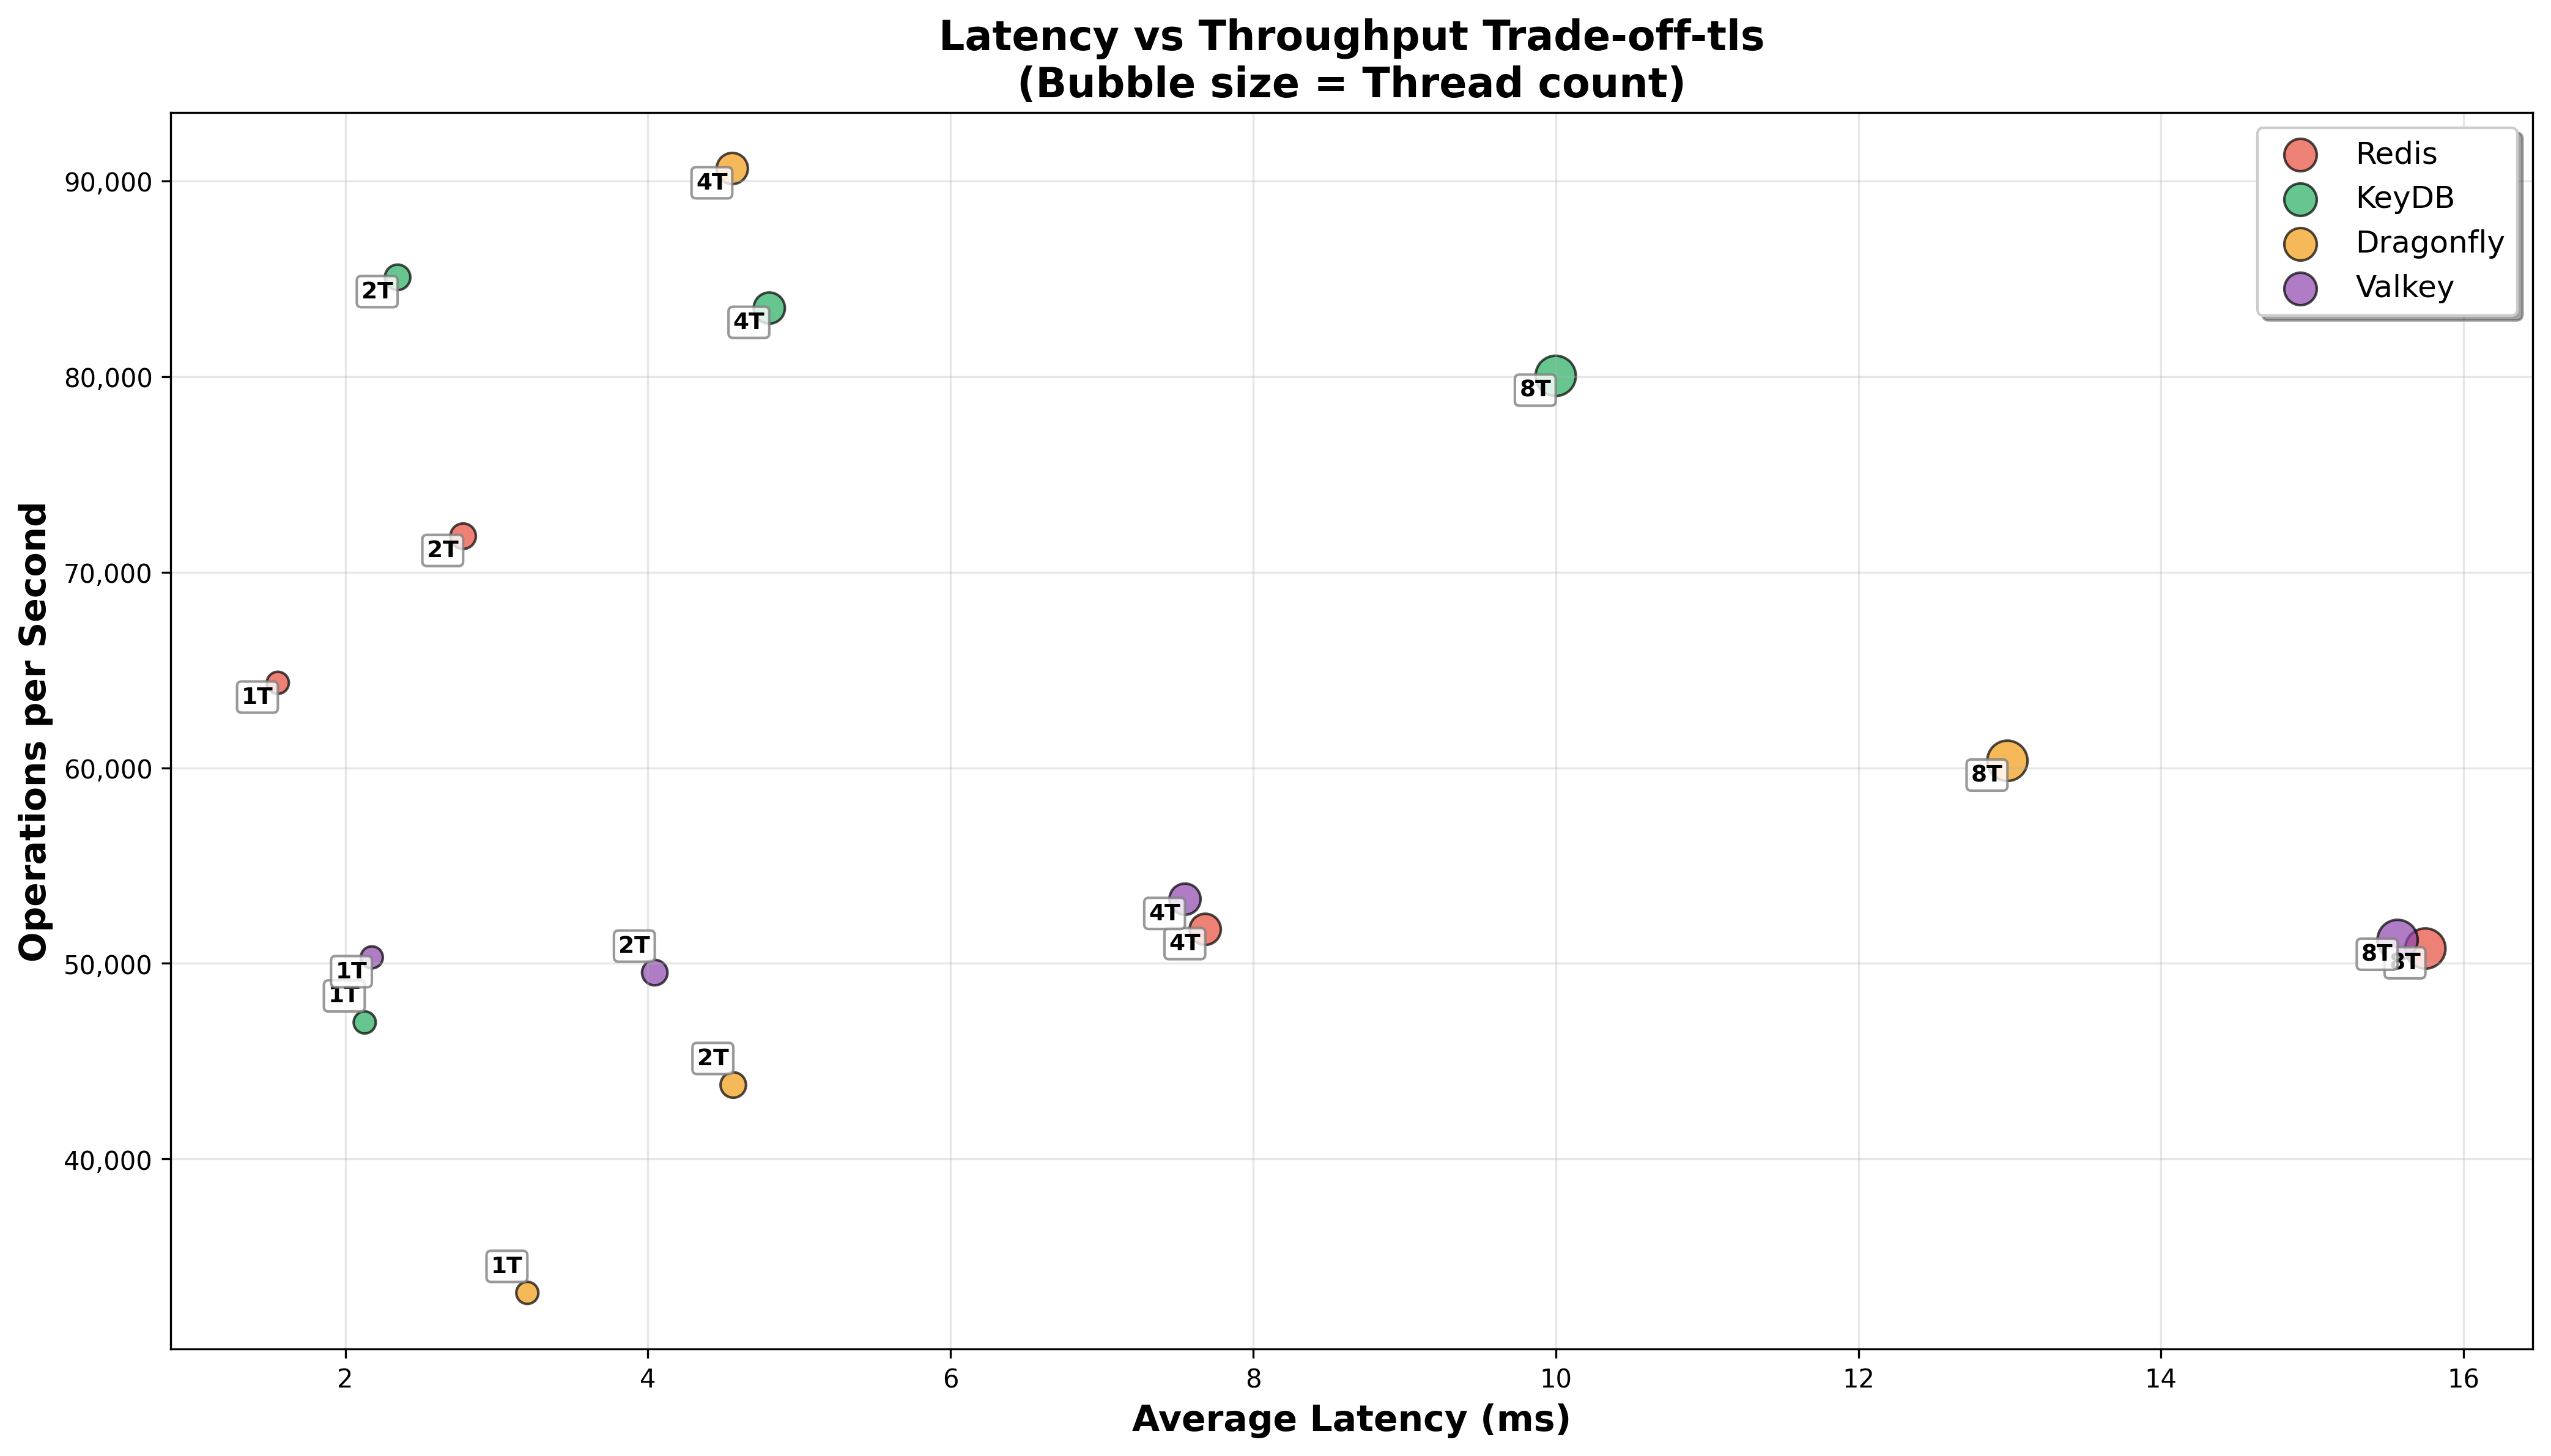 Latency vs Throughput Trade-off-tls
(Bubble size = Thread count)
Redis
KeyDB
Dragonfly
Valkey
90,000
80,000
70,000
60,000
50,000
40,000
Operations per Second
4T
2T
4T
8T
2T
1T
8T
4T
4T
2T
8T
8T
1T
1T
2T
1T
2
4
6
8
10
12
14
16
Average Latency (ms)